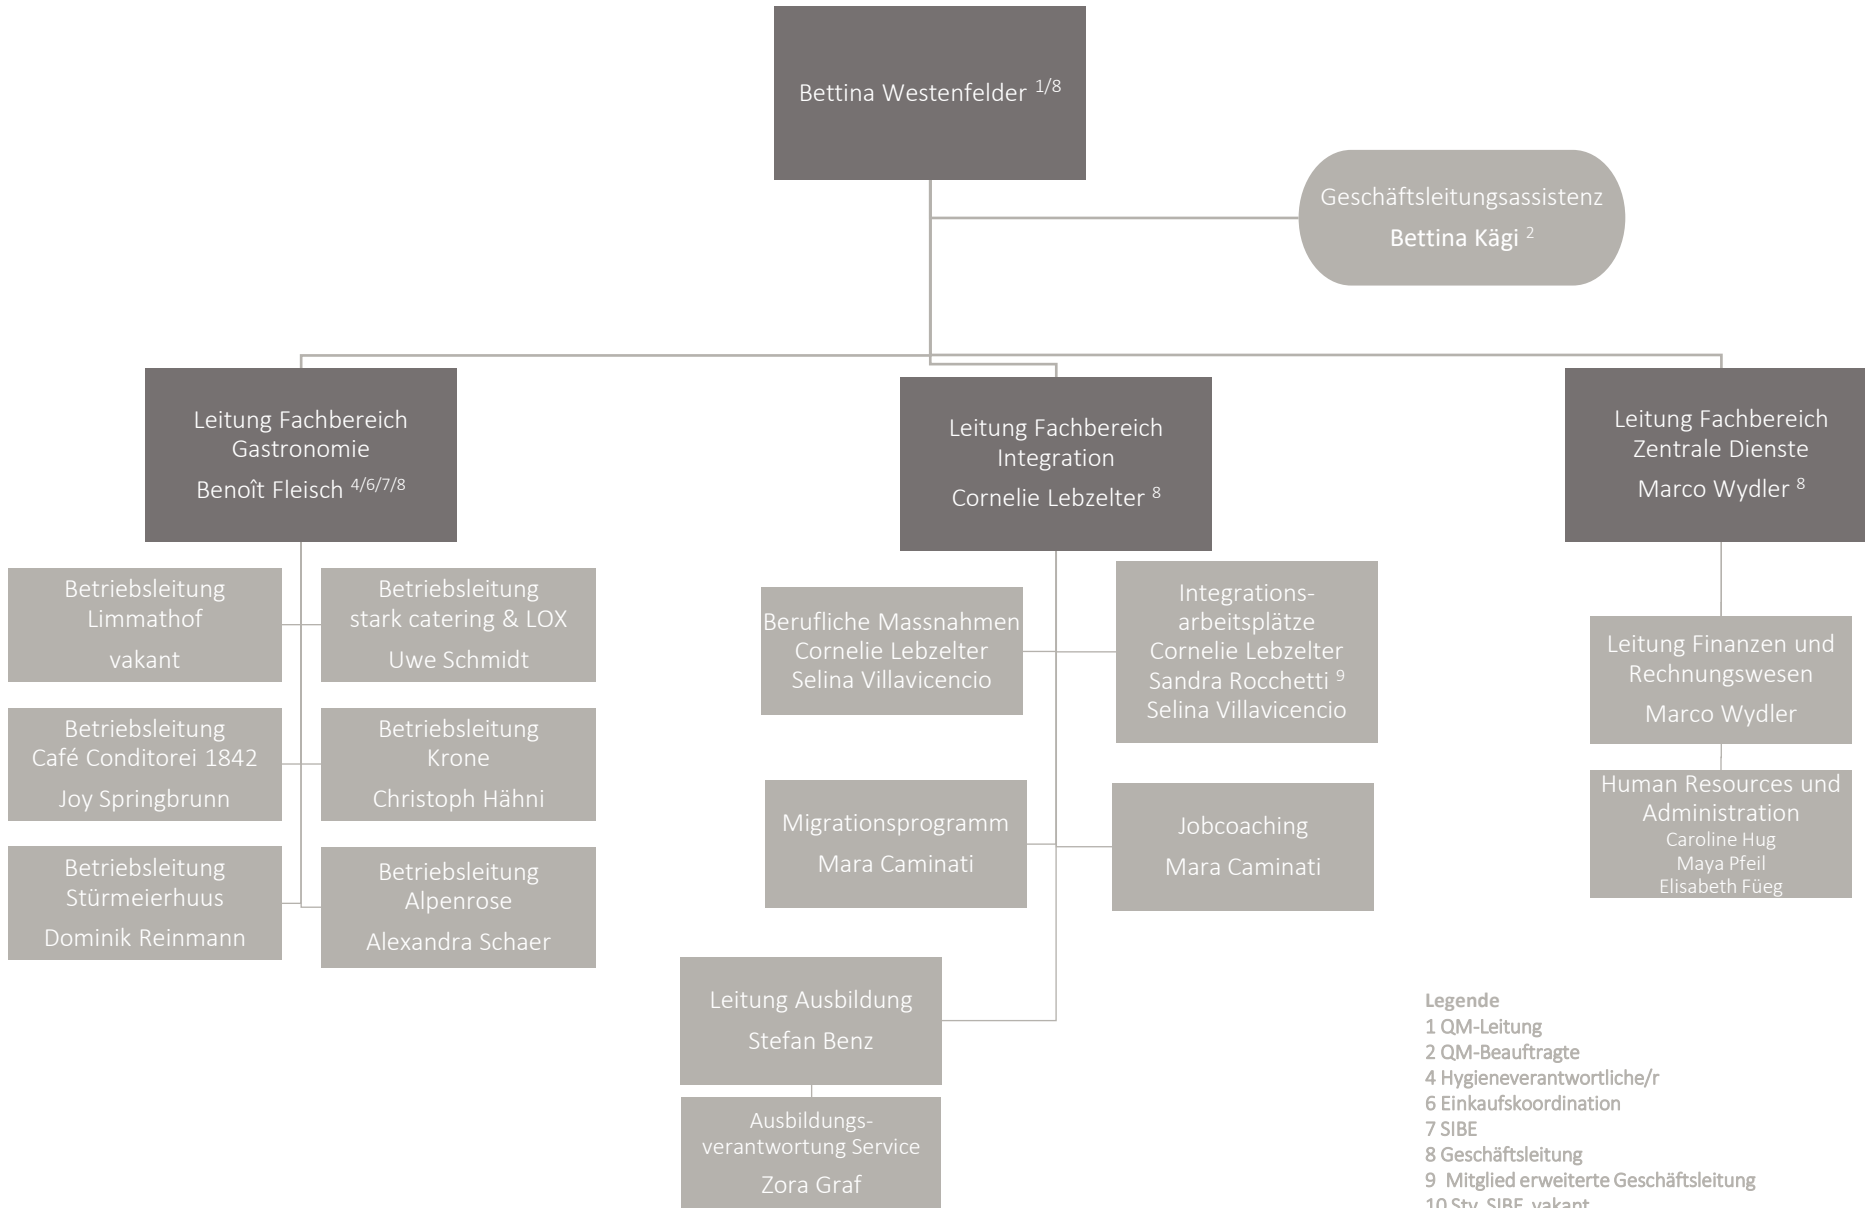 Bettina Westenfelder 1/8
Geschäftsleitungsassistenz
Bettina Kägi 2
Leitung Fachbereich
Gastronomie
Benoît Fleisch 4/6/7/8
Leitung Fachbereich
Integration
Cornelie Lebzelter 8
Leitung Fachbereich
Zentrale Dienste
Marco Wydler 8
Betriebsleitung
Limmathof
vakant
Betriebsleitung
stark catering & LOX
Uwe Schmidt
Betriebsleitung
Café Conditorei 1842
Joy Springbrunn
Betriebsleitung
Krone
Christoph Hähni
Betriebsleitung
Stürmeierhuus
Dominik Reinmann
Betriebsleitung
Alpenrose
Alexandra Schaer
Berufliche Massnahmen
Cornelie Lebzelter
Selina Villavicencio
Integrations-
arbeitsplätze
Cornelie Lebzelter
Sandra Rocchetti 9
Selina Villavicencio
Migrationsprogramm
Mara Caminati
Jobcoaching
Mara Caminati
Leitung Ausbildung
Stefan Benz
Ausbildungs-
verantwortung Service
Zora Graf
Leitung Finanzen und
Rechnungswesen
Marco Wydler
Human Resources und
Administration
Caroline Hug
Maya Pfeil
Elisabeth Füeg
Legende
1 QM-Leitung
2 QM-Beauftragte
4 Hygieneverantwortliche/r
6 Einkaufskoordination
7 SIBE
8 Geschäftsleitung
9 Mitglied erweiterte Geschäftsleitung
10 Stv. SIBE, vakant